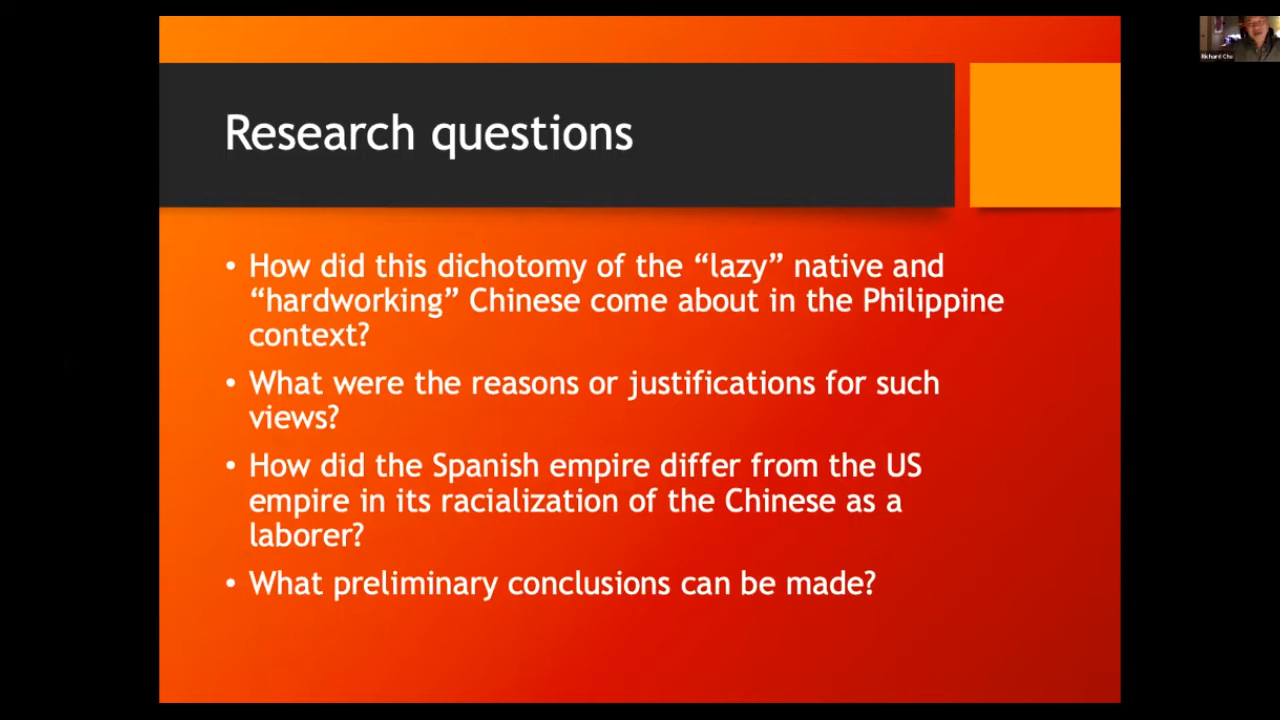 Research questions
• How did this dichotomy of the “lazy” native and
“hardworking” Chinese come about in the Philippine
context?
• What were the reasons or justifications for such
views?
• How did the Spanish empire differ from the US
empire in its racialization of the Chinese as a
laborer?
• What preliminary conclusions can be made?
Richard Chu